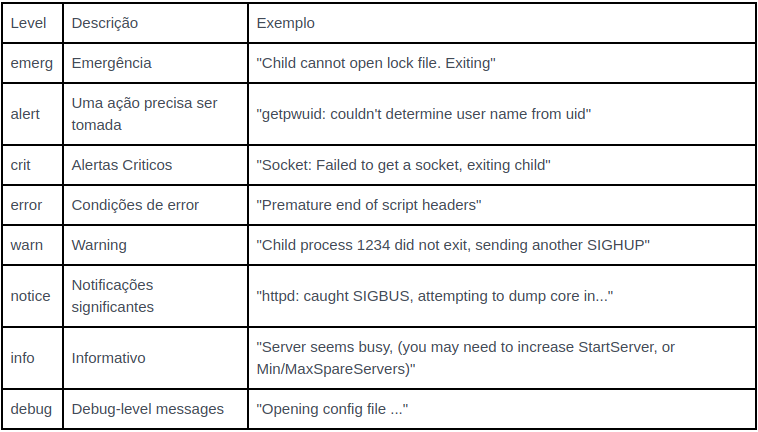 Level Descrição Exemplo
emerg Emergência "Child cannot open lock file. Exiting"
alert Uma ação precisa ser
tomada "getpwuid: couldn't determine user name from uid"
crit Alertas Criticos "Socket: Failed to get a socket, exiting child"
error Condições de error "Premature end of script headers"
warn Warning "Child process 1234 did not exit, sending another SIGHUP"
notice Notificações
significantes "httpd: caught SIGBUS, attempting to dump core in..."
info Informativo "Server seems busy, (you may need to increase StartServer, or
Min/MaxSpareServers)"
debug Debug-level messages "Opening config file ..."